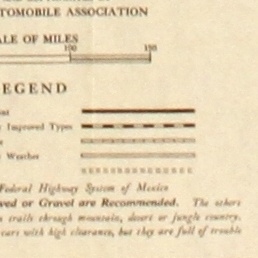 TOMOBILE ASSOCIATION
ALE OF MILES
100 150
EGEND
Improved Types
Weather
Federal Highway System of Mexico
ved or Gravel are Recommended. The others
trails through mountain, desert or jungle country.
cars with high clearance, but they are full of trouble